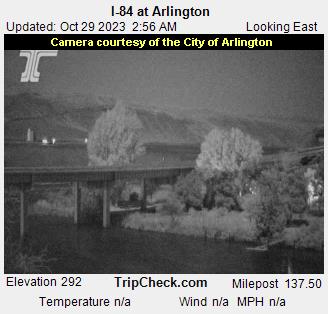 I-84 at Arlington
Updated: Oct 29 2023 2:56 AM Looking East
Camera courtesy of the City of Arlington
Elevation 292 TripCheck.com Milepost 137.50
Temperature n/a Wind n/a MPH n/a